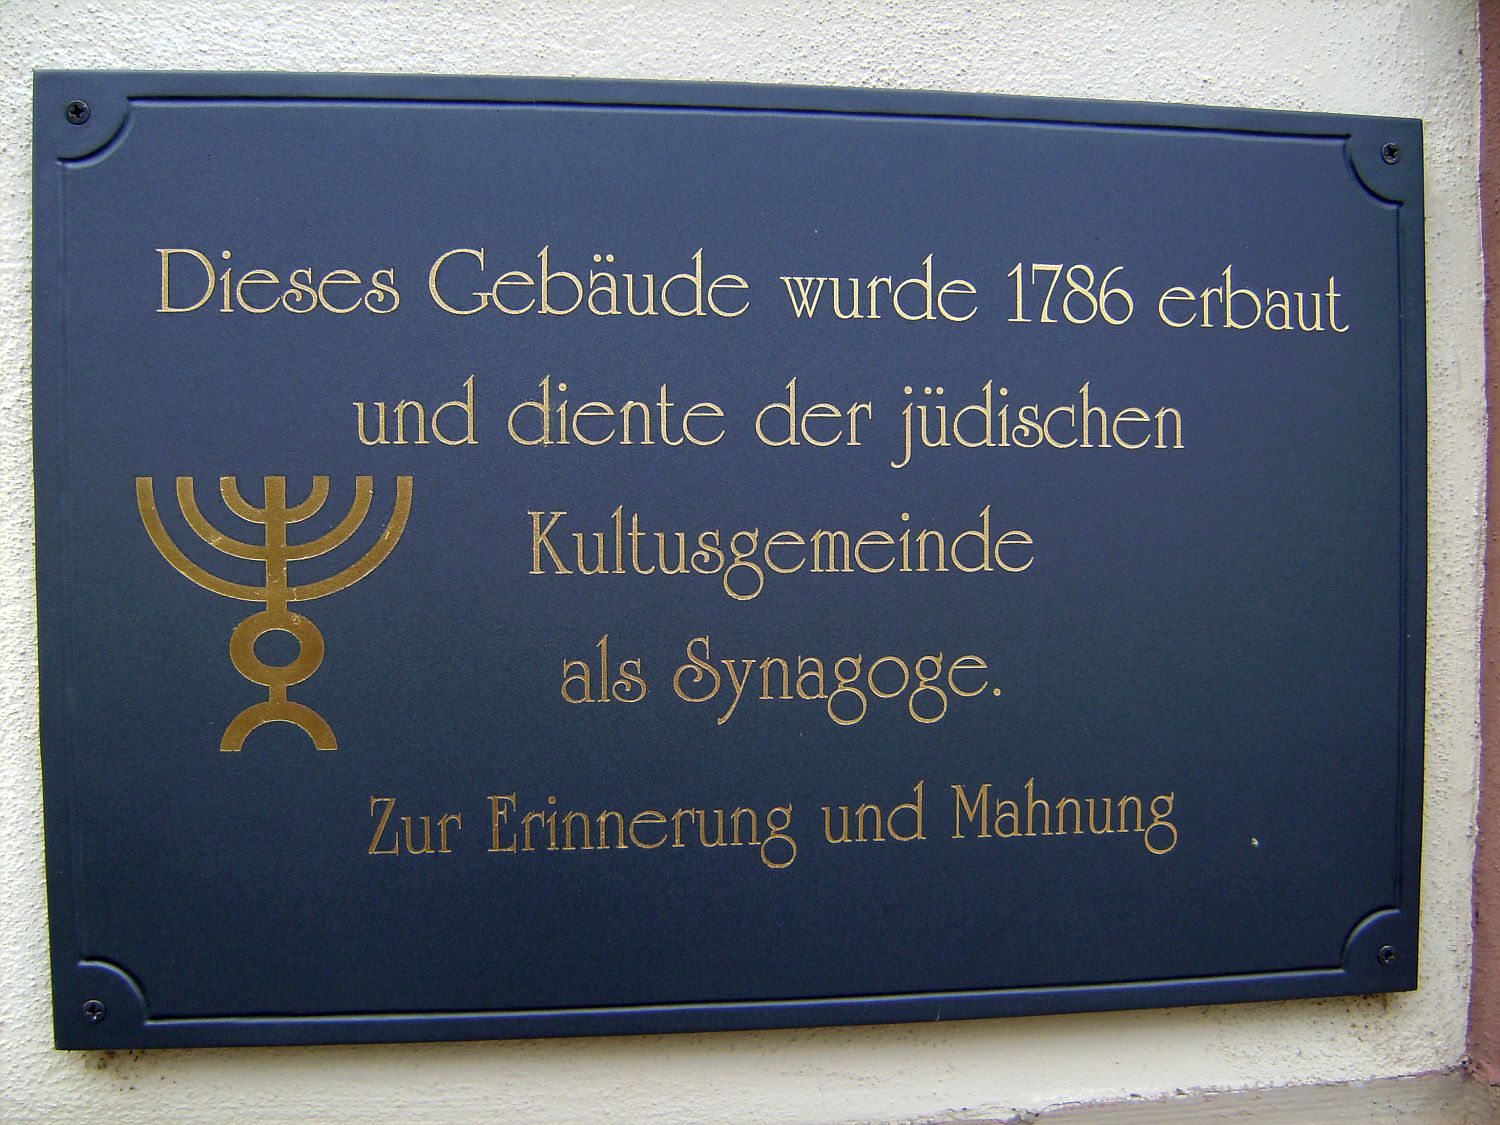 Dieses Gebäude wurde 1786 erbaut
und diente der jüdischen
Kultusgemeinde
als Synagoge.
Zur Erinnerung und Mahnung